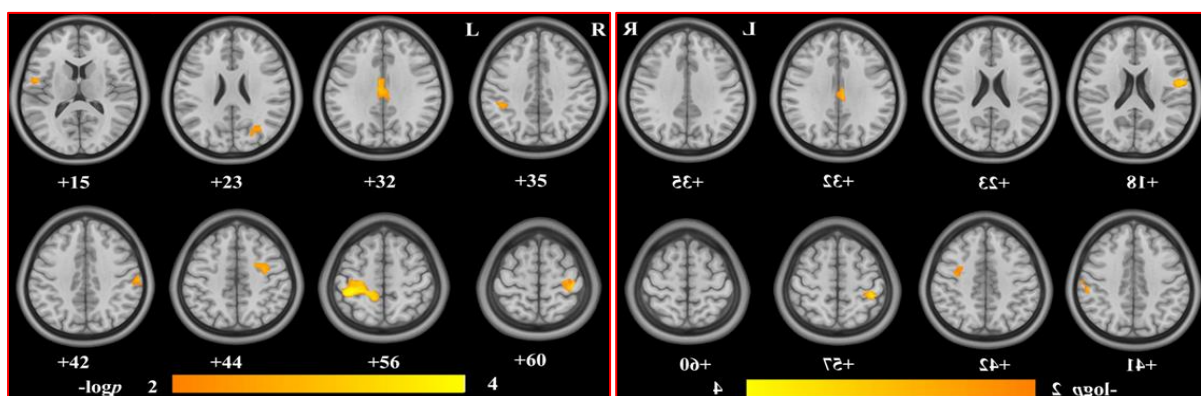 L R
+15 +23 +32 +35
+42 +44 +56 +60
-logp 2 4
R L
+35 +32 +23 +18
+60 +57 +42 +41
4 2 -logp